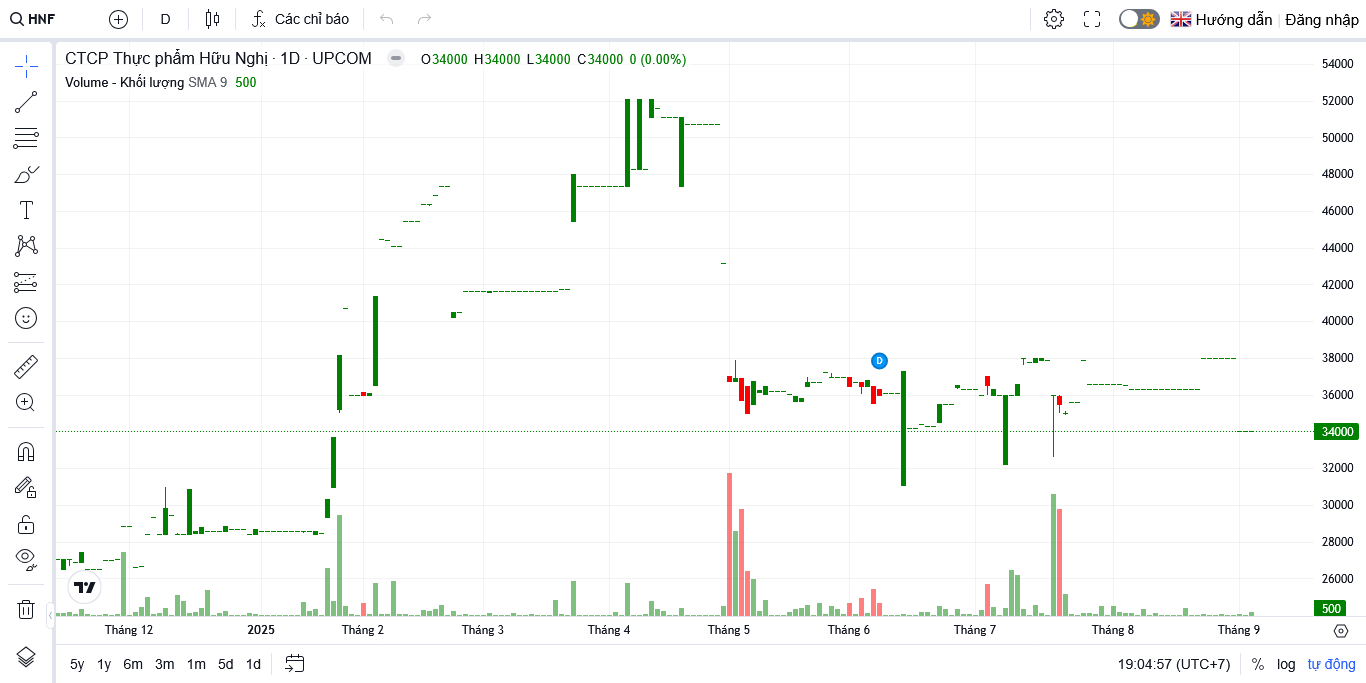 HNF D Các chỉ báo Hướng dẫn Đăng nhập
CTCP Thực phẩm Hữu Nghị · 1D · UPCOM O34000 H34000 L34000 C34000 0 (0.00%)
Volume - Khối lượng SMA 9 500
54000
52000
50000
48000
46000
44000
42000
40000
38000
D
36000
34000
32000
30000
28000
26000
500
Tháng 12 2025 Tháng 2 Tháng 3 Tháng 4 Tháng 5 Tháng 6 Tháng 7 Tháng 8 Tháng 9
5y 1y 6m 3m 1m 5d 1d 19:04:57 (UTC+7) % log tự động